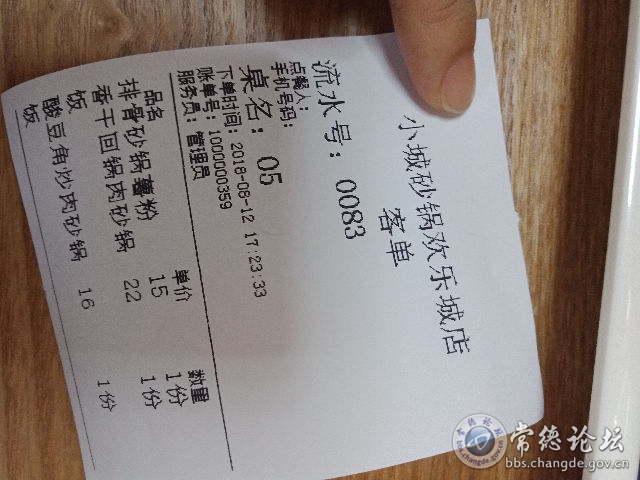 小城砂锅欢乐城店
客单
流水号：0083
点餐人：
手机号码：
桌名：05
下单时间：2018-08-12 17:23:33
账单号：10000000359
服务员：管理员
品名 单价 数量
排骨砂锅薯粉 15 1份
香干回锅肉砂锅 22 1份
饭
酸豆角炒肉砂锅 16 1份
饭
常德论坛
bbs.changde.gov.cn